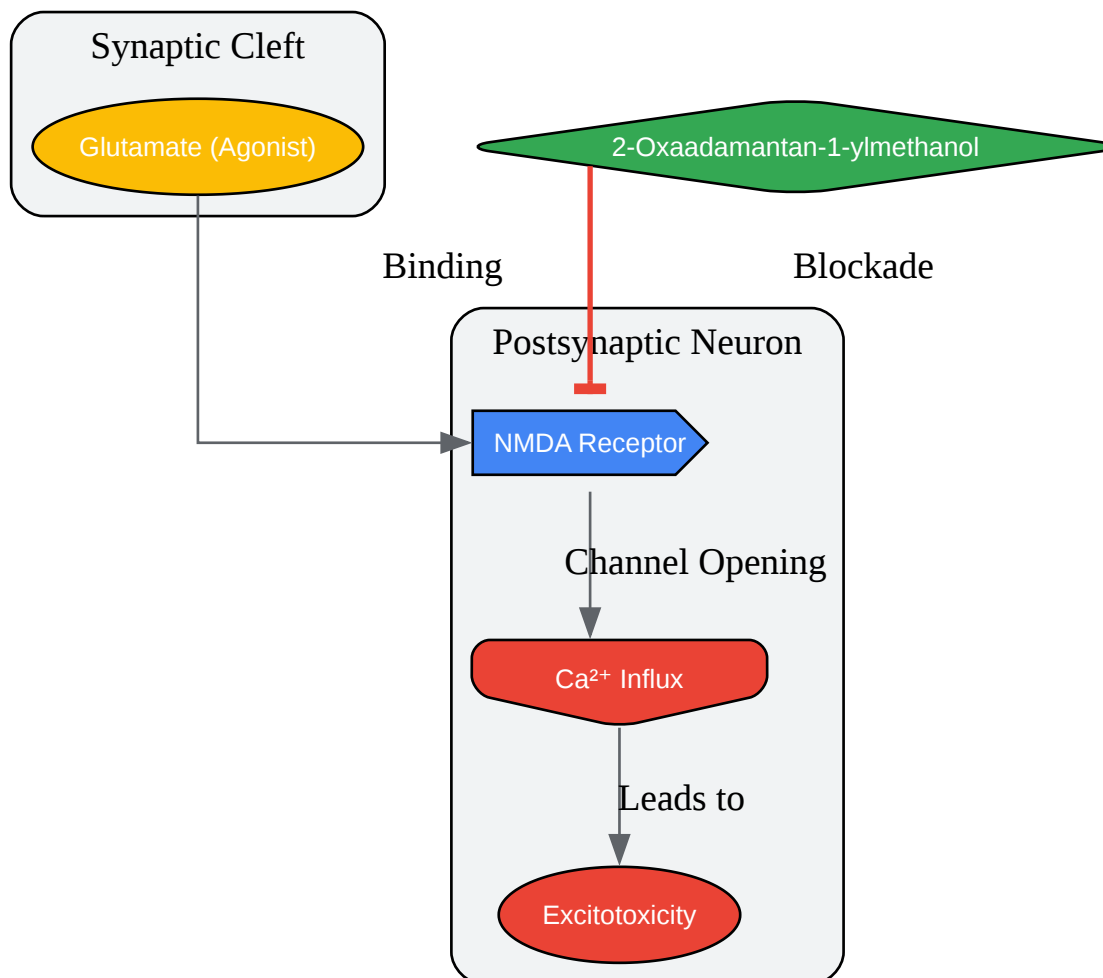 Synaptic Cleft
Glutamate (Agonist)
2-Oxaadamantan-1-ylmethanol
Binding
Blockade
Postsynaptic Neuron
NMDA Receptor
Channel Opening
Ca²⁺ Influx
Leads to
Excitotoxicity